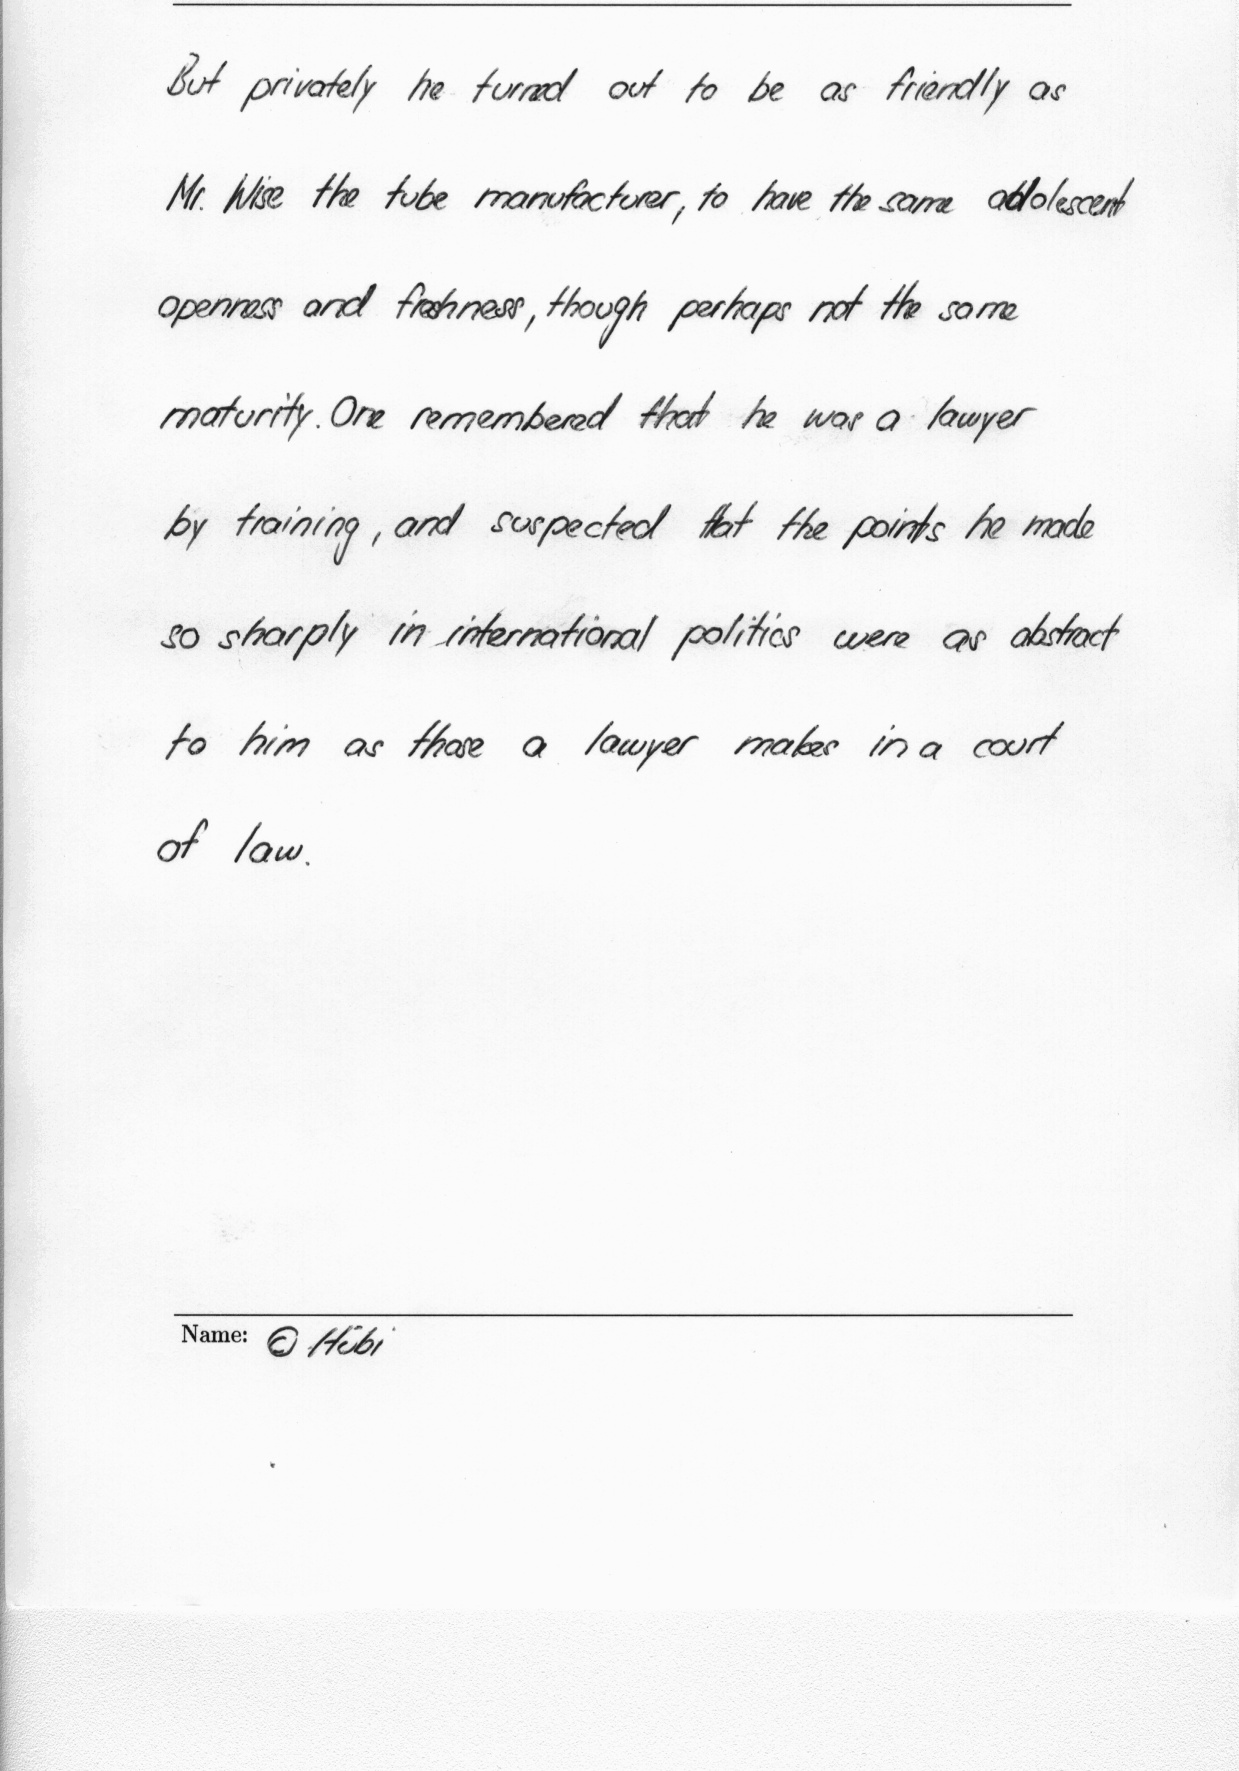 But privately he turned out to be as friendly as
Mr. Wise the tube manufacturer, to have the same adolescent
openness and freshness, though perhaps not the same
maturity. One remembered that he was a lawyer
by training, and suspected that the points he made
so sharply in international politics were as abstract
to him as those a lawyer makes in a court
of law.
Name: © Hübi